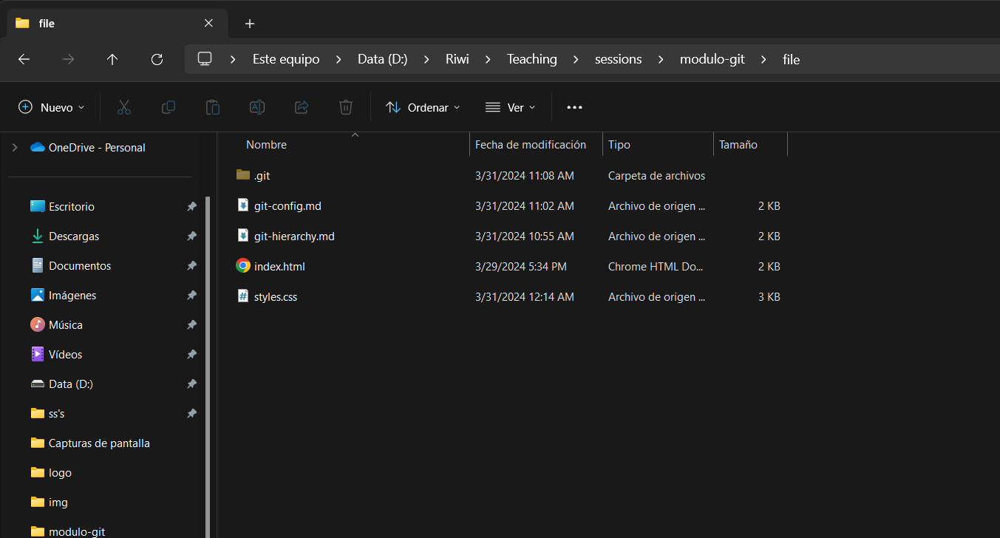 file
Este equipo > Data (D:) > Riwi > Teaching > sessions > modulo-git > file
Nuevo Ordenar Ver
OneDrive - Personal
Escritorio
Descargas
Documentos
Imágenes
Música
Vídeos
Data (D:)
ss's
Capturas de pantalla
logo
img
modulo-git
Nombre Fecha de modificación Tipo Tamaño
.git 3/31/2024 11:08 AM Carpeta de archivos
git-config.md 3/31/2024 11:02 AM Archivo de origen ... 2 KB
git-hierarchy.md 3/31/2024 10:55 AM Archivo de origen ... 2 KB
index.html 3/29/2024 5:34 PM Chrome HTML Do... 2 KB
styles.css 3/31/2024 12:14 AM Archivo de origen ... 3 KB